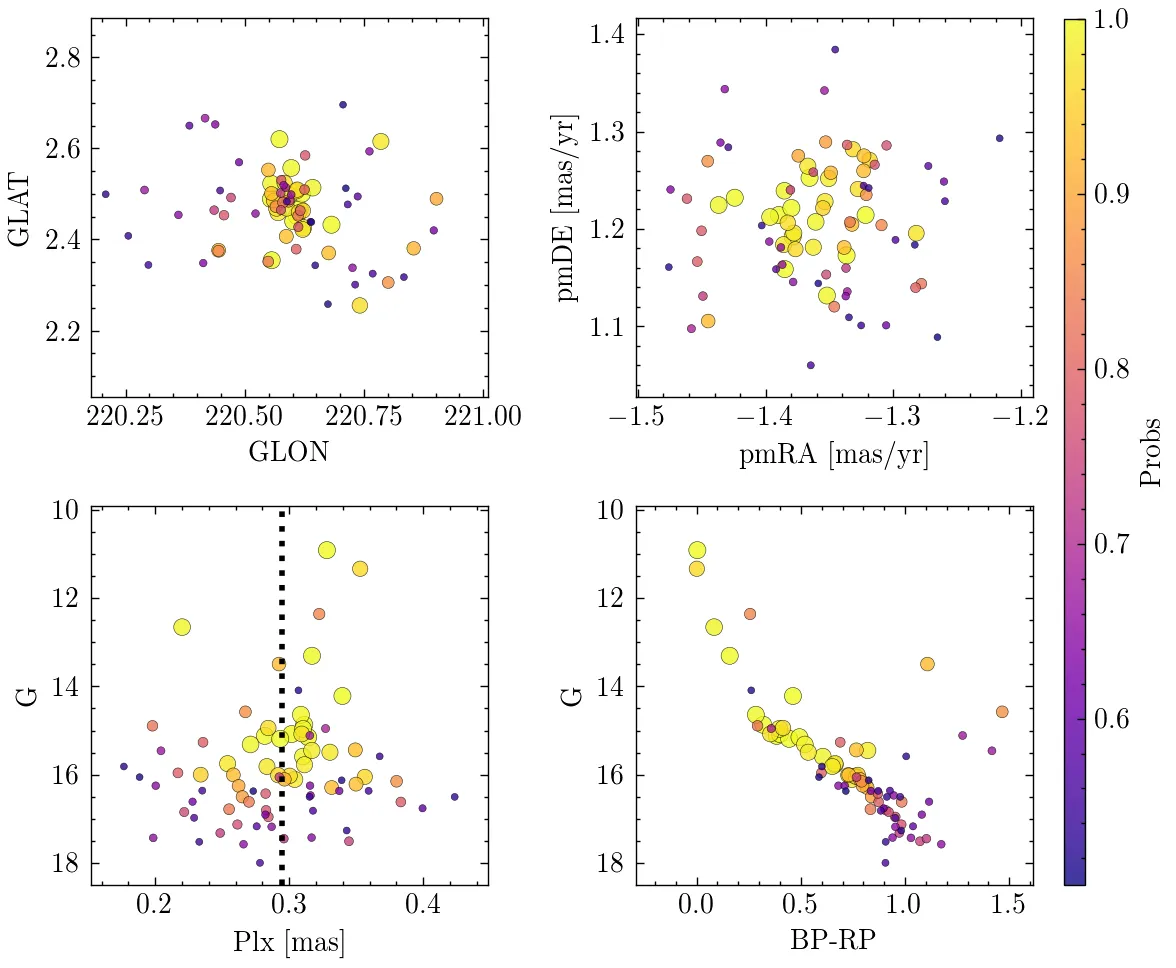 2.8
2.6
2.4
2.2
GLAT
220.25 220.50 220.75 221.00
GLON
1.4
1.3
1.2
1.1
pmDE [mas/yr]
−1.5 −1.4 −1.3 −1.2
pmRA [mas/yr]
10
12
14
16
18
G
0.2 0.3 0.4
Plx [mas]
10
12
14
16
18
G
0.0 0.5 1.0 1.5
BP-RP
1.0
0.9
0.8
0.7
0.6
Probs